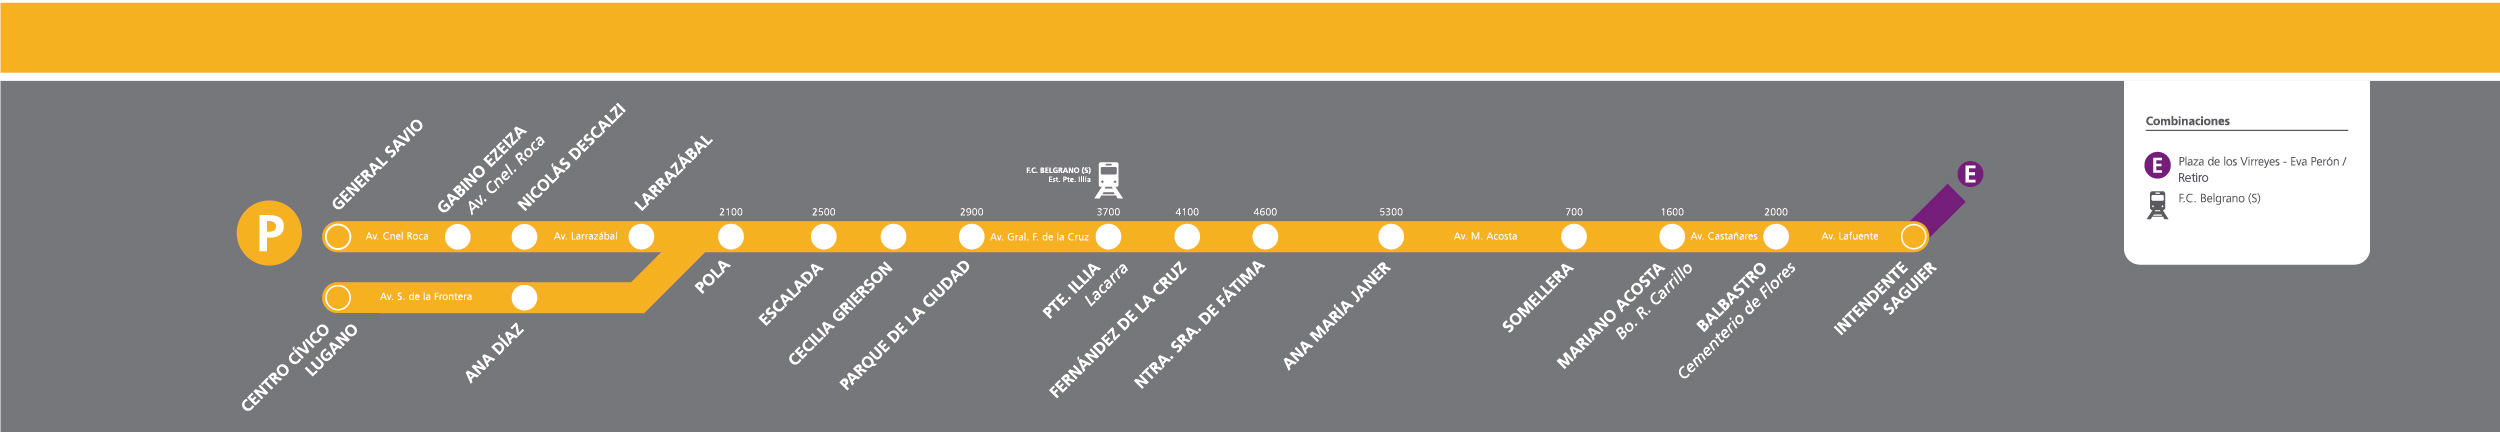 P
GENERAL SAVIO
GABINO EZEIZA
Av. Cnel. Roca
NICOLÁS DESCALZI
LARRAZÁBAL
F.C. BELGRANO (S)
Est. Pte. Illía
E
2100
2500
2900
3700
4100
4600
5300
700
1600
2000
Av. Cnel Roca
Av. Larrazábal
Av. Gral. F. de la Cruz
Av. M. Acosta
Av. Castañares
Av. Lafuente
Av. S. de la Frontera
CENTRO CÍVICO
LUGANO
ANA DÍAZ
POLA
ESCALADA
CECILIA GRIERSON
PARQUE DE LA CIUDAD
PTE. ILLIA
Lacarra
FERNÁNDEZ DE LA CRUZ
NTRA. SRA. DE FÁTIMA
ANA MARÍA JANER
SOMELLERA
MARIANO ACOSTA
Bo. R. Carrillo
BALBASTRO
Cementerio de Flores
INTENDENTE
SAGUIER
Combinaciones
E
Plaza de los Virreyes - Eva Perón /
Retiro
F.C. Belgrano (S)